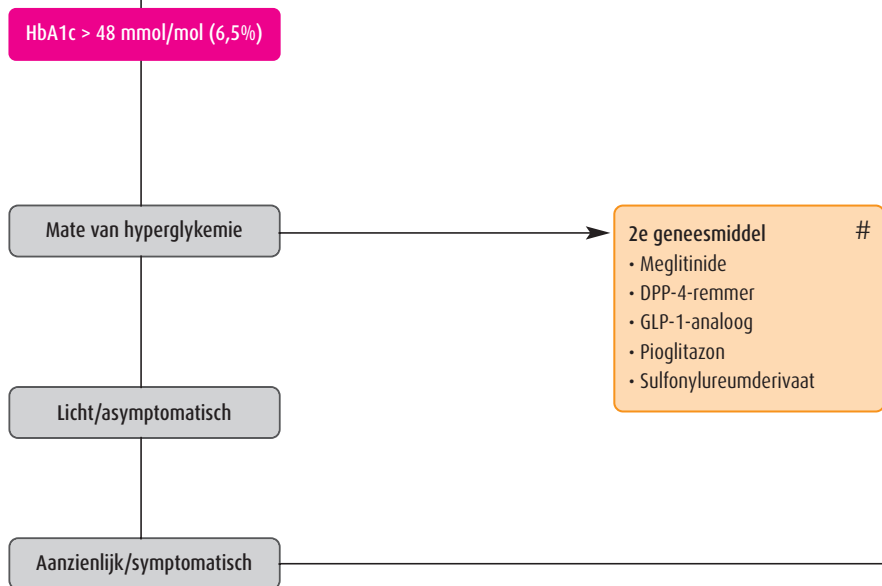 HbA1c > 48 mmol/mol (6,5%)
Mate van hyperglykemie
2e geneesmiddel #
• Meglitinide
• DPP-4-remmer
• GLP-1-analoog
• Pioglitazon
• Sulfonylureumderivaat
Licht/asymptomatisch
Aanzienlijk/symptomatisch